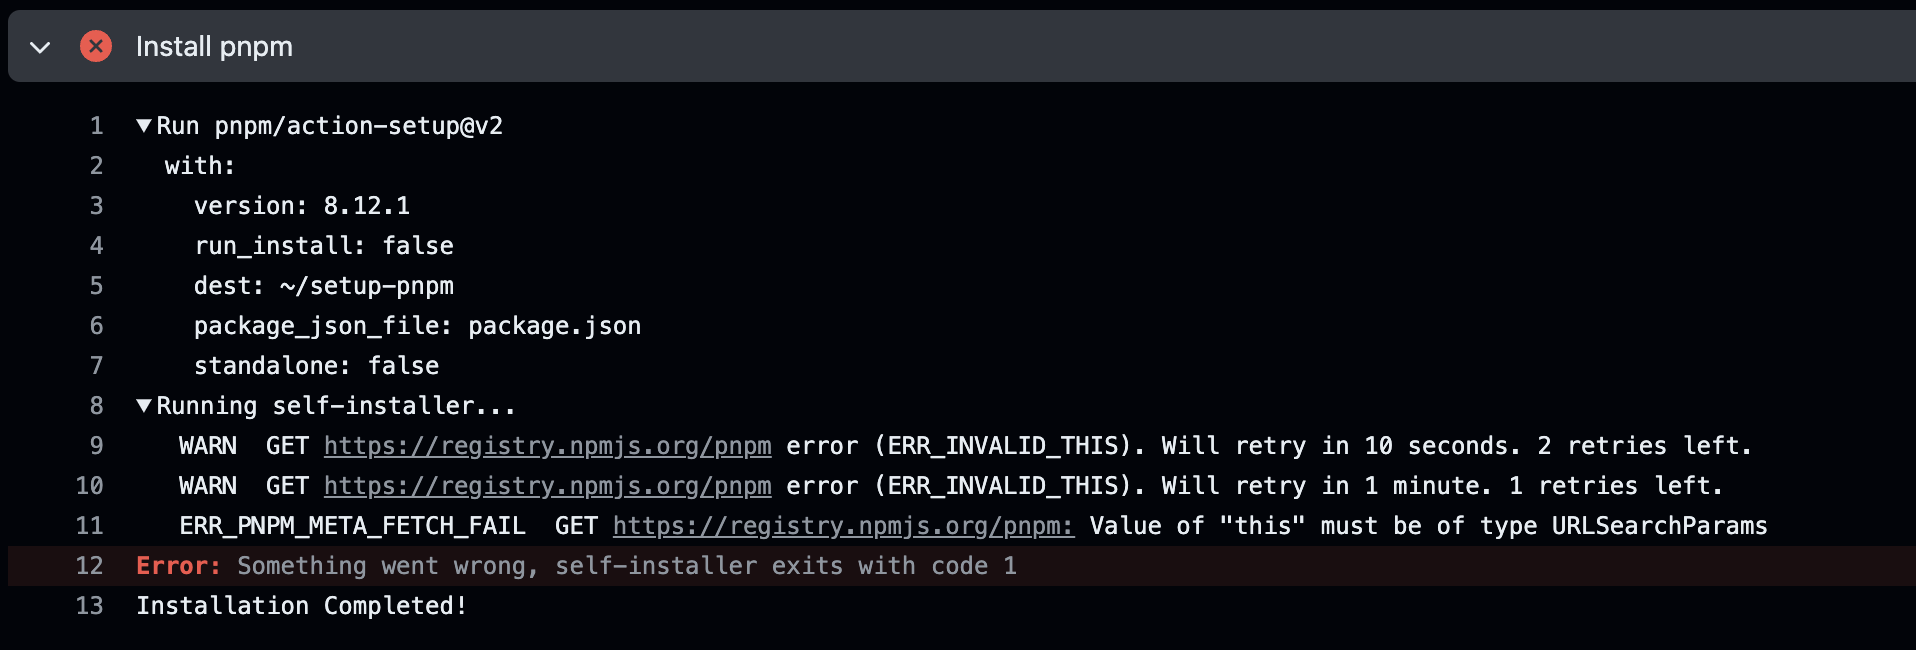 Install pnpm
1 ▼Run pnpm/action-setup@v2
2 with:
3 version: 8.12.1
4 run_install: false
5 dest: ~/setup-pnpm
6 package_json_file: package.json
7 standalone: false
8 ▼Running self-installer...
9 WARN  GET https://registry.npmjs.org/pnpm error (ERR_INVALID_THIS). Will retry in 10 seconds. 2 retries left.
10 WARN  GET https://registry.npmjs.org/pnpm error (ERR_INVALID_THIS). Will retry in 1 minute. 1 retries left.
11 ERR_PNPM_META_FETCH_FAIL  GET https://registry.npmjs.org/pnpm: Value of "this" must be of type URLSearchParams
12 Error: Something went wrong, self-installer exits with code 1
13 Installation Completed!